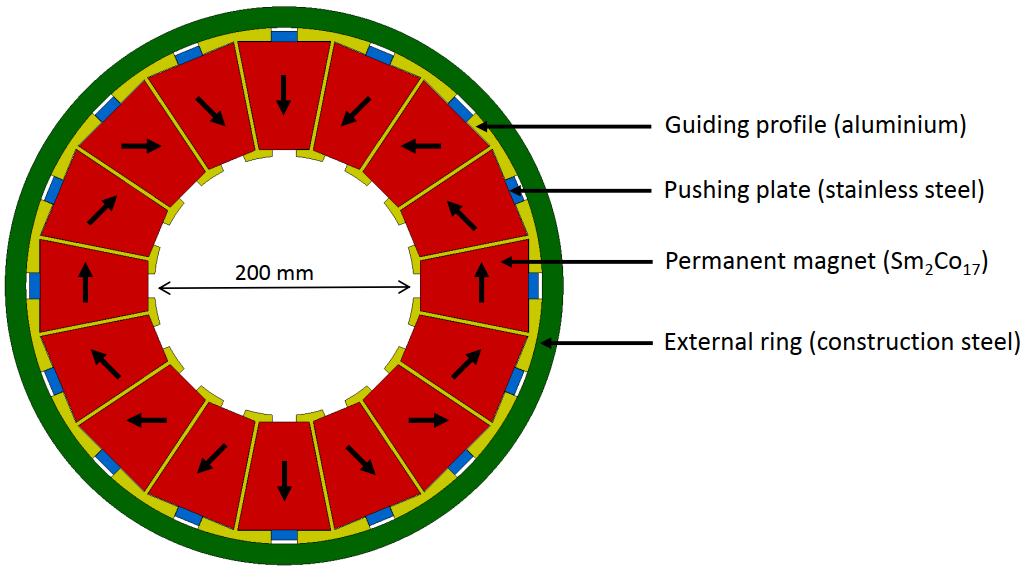 Guiding profile (aluminium)
Pushing plate (stainless steel)
200 mm
Permanent magnet (Sm₂Co₁₇)
External ring (construction steel)